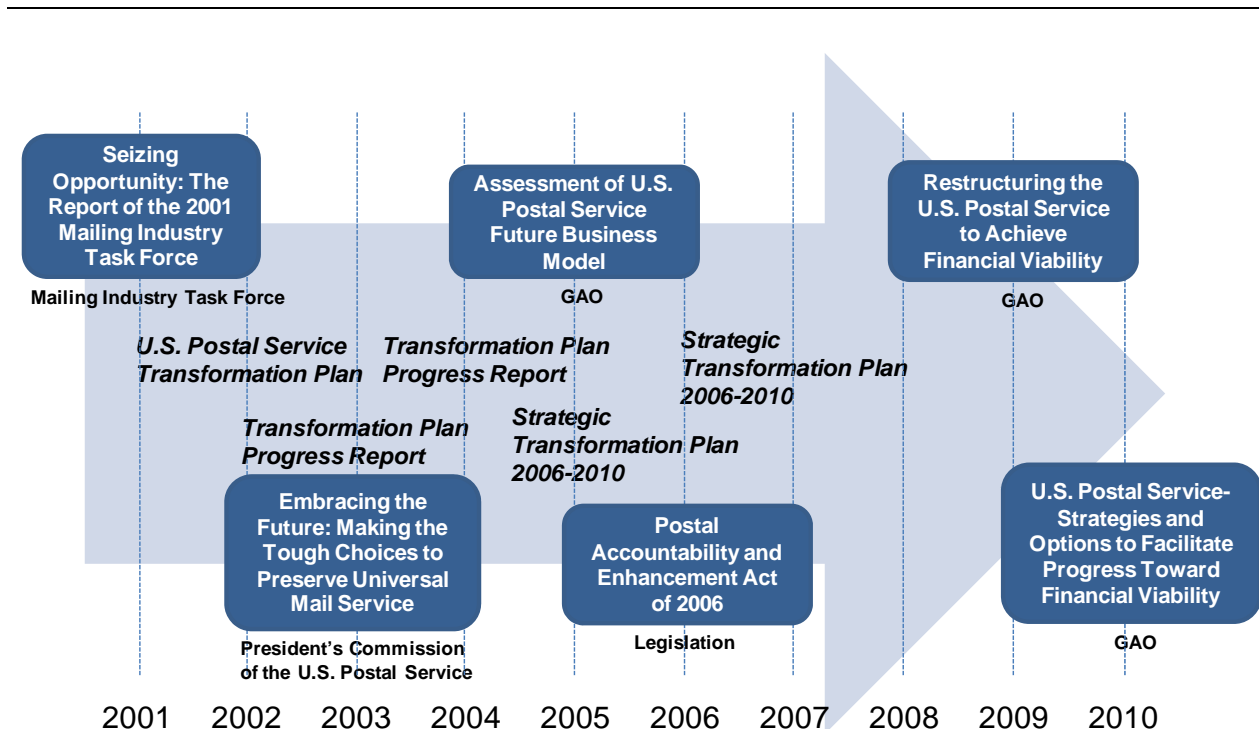 Seizing
Opportunity: The
Report of the 2001
Mailing Industry
Task Force
Mailing Industry Task Force
Assessment of U.S.
Postal Service
Future Business
Model
GAO
Restructuring the
U.S. Postal Service
to Achieve
Financial Viability
GAO
U.S. Postal Service
Transformation Plan
Transformation Plan
Progress Report
Strategic
Transformation Plan
2006-2010
Transformation Plan
Progress Report
Strategic
Transformation Plan
2006-2010
Embracing the
Future: Making the
Tough Choices to
Preserve Universal
Mail Service
President's Commission
of the U.S. Postal Service
Postal
Accountability and
Enhancement Act
of 2006
Legislation
U.S. Postal Service-
Strategies and
Options to Facilitate
Progress Toward
Financial Viability
GAO
2001 2002 2003 2004 2005 2006 2007 2008 2009 2010